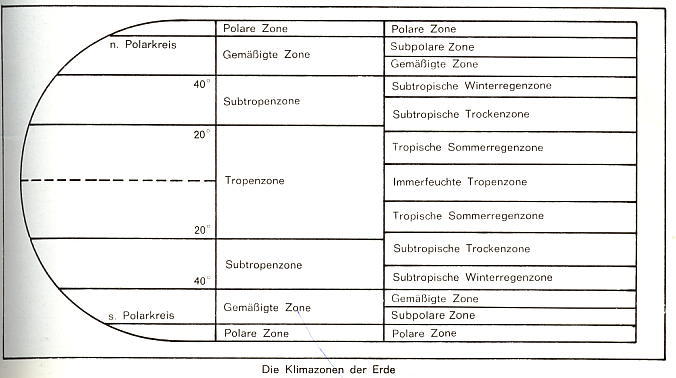 Polare Zone
Polare Zone
n. Polarkreis
Gemäßigte Zone
Subpolare Zone
Gemäßigte Zone
40°
Subtropische Winterregenzone
Subtropenzone
Subtropische Trockenzone
20°
Tropische Sommerregenzone
Tropenzone
Immerfeuchte Tropenzone
Tropische Sommerregenzone
20°
Subtropische Trockenzone
Subtropenzone
40°
Subtropische Winterregenzone
Gemäßigte Zone
Gemäßigte Zone
s. Polarkreis
Subpolare Zone
Polare Zone
Polare Zone
Die Klimazonen der Erde